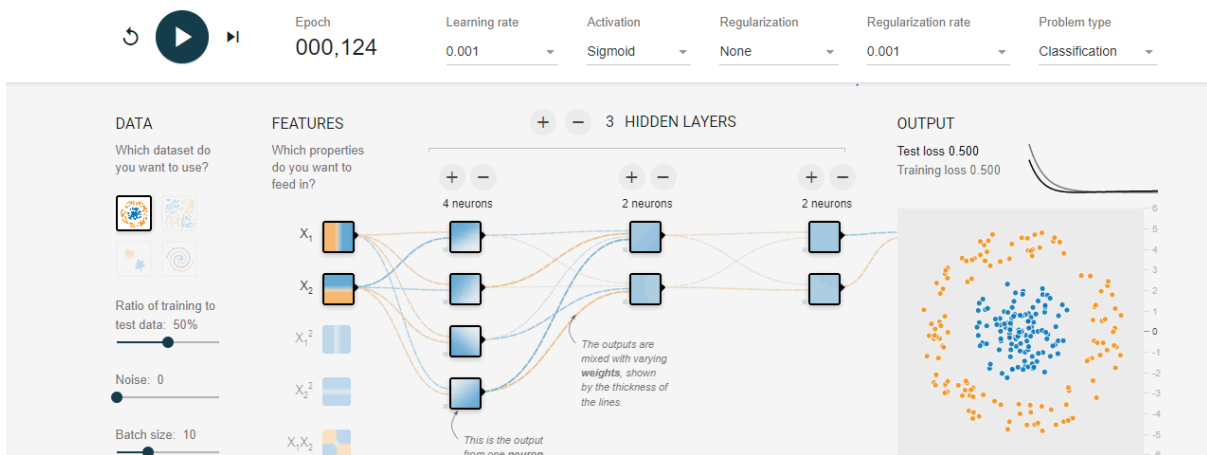 Epoch
000,124
Learning rate
0.001
Activation
Sigmoid
Regularization
None
Regularization rate
0.001
Problem type
Classification
DATA
Which dataset do
you want to use?
Ratio of training to
test data: 50%
Noise: 0
Batch size: 10
FEATURES
Which properties
do you want to
feed in?
X₁
X₂
X₁²
X₂²
X₁X₂
3 HIDDEN LAYERS
4 neurons
2 neurons
2 neurons
The outputs are
mixed with varying
weights, shown
by the thickness of
the lines.
This is the output
from one neuron.
OUTPUT
Test loss 0.500
Training loss 0.500
6
5
4
3
2
1
0
-1
-2
-3
-4
-5
-6